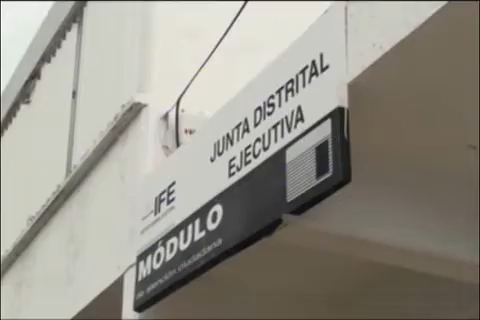 JUNTA DISTRITAL
EJECUTIVA
IFE
MÓDULO
de atención ciudadana